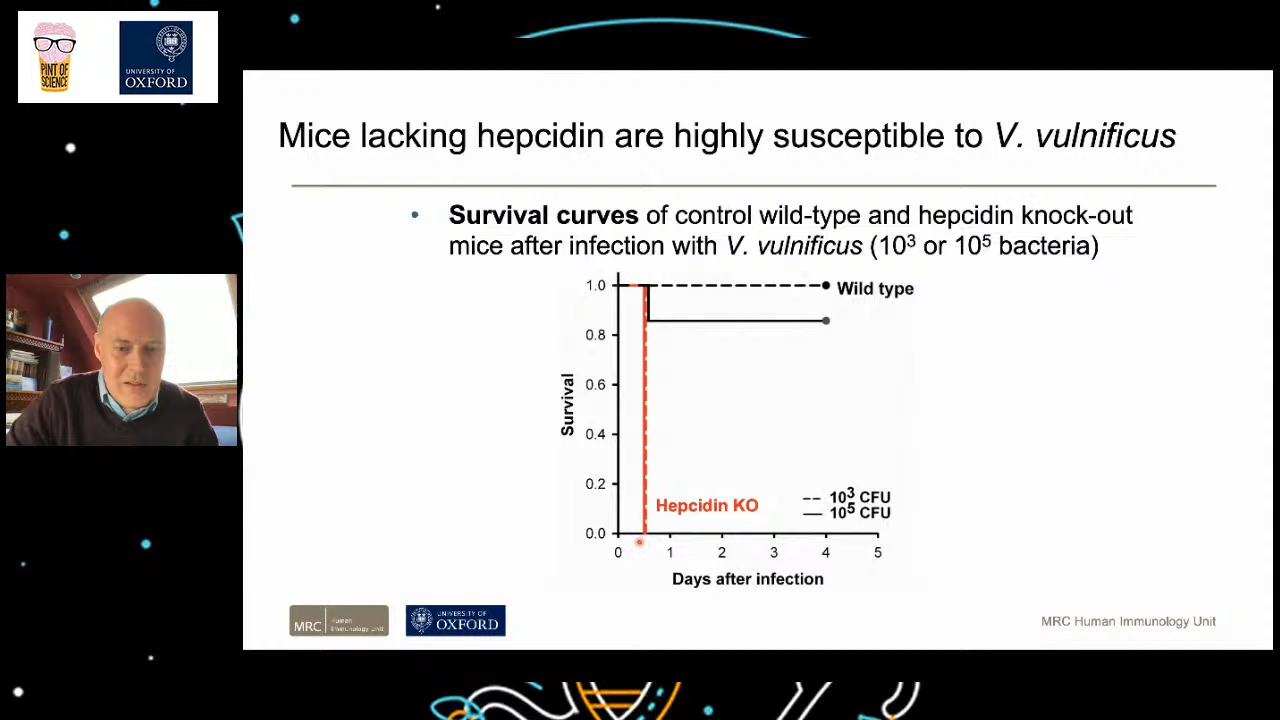 PINT OF
SCIENCE
UNIVERSITY OF
OXFORD
Mice lacking hepcidin are highly susceptible to V. vulnificus
• Survival curves of control wild-type and hepcidin knock-out
mice after infection with V. vulnificus (10³ or 10⁵ bacteria)
1.0
0.8
0.6
0.4
0.2
0.0
Survival
Wild type
Hepcidin KO
10³ CFU
10⁵ CFU
0 1 2 3 4 5
Days after infection
MRC
Human
Immunology Unit
UNIVERSITY OF
OXFORD
MRC Human Immunology Unit